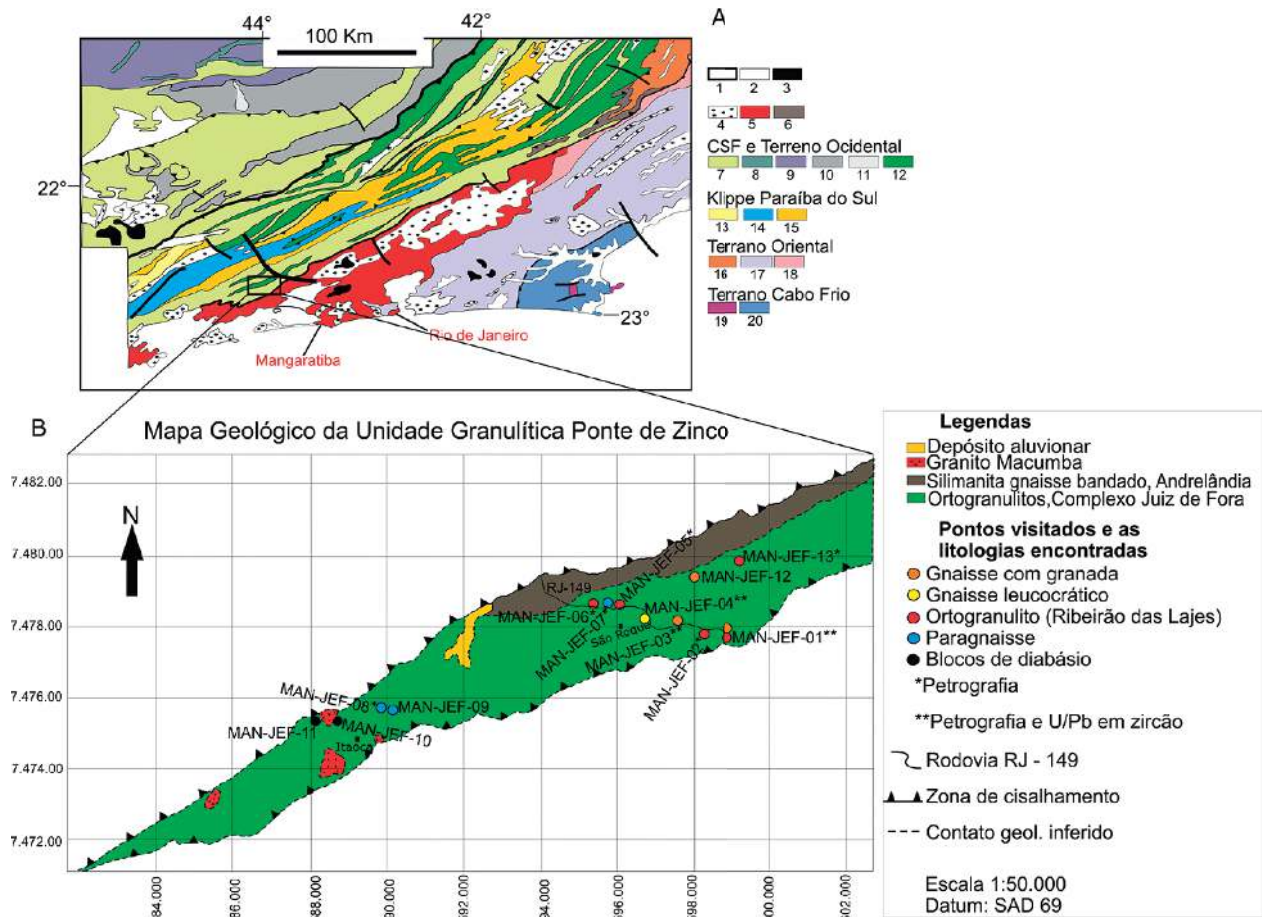 A
44°
42°
100 Km
22°
23°
Rio de Janeiro
Mangaratiba
1 2 3
4 5 6
CSF e Terreno Ocidental
7 8 9 10 11 12
Klippe Paraíba do Sul
13 14 15
Terrano Oriental
16 17 18
Terrano Cabo Frio
19 20
B
Mapa Geológico da Unidade Granulítica Ponte de Zinco
7.482.00
7.480.00
7.478.00
7.476.00
7.474.00
7.472.00
N
RJ-149
MAN-JEF-05*
MAN-JEF-13*
MAN-JEF-12
MAN-JEF-06*
MAN-JEF-04**
MAN-JEF-07*
São Roque
MAN-JEF-03**
MAN-JEF-02*
MAN-JEF-01**
MAN-JEF-08*
MAN-JEF-09
MAN-JEF-11
MAN-JEF-10
Itaóca
84.000
86.000
88.000
90.000
92.000
94.000
96.000
98.000
00.000
02.000
Legendas
Depósito aluvionar
Granito Macumba
Silimanita gnaisse bandado, Andrelândia
Ortogranulitos,Complexo Juiz de Fora
Pontos visitados e as
litologias encontradas
Gnaisse com granada
Gnaisse leucocrático
Ortogranulito (Ribeirão das Lajes)
Paragnaisse
Blocos de diabásio
*Petrografia
**Petrografia e U/Pb em zircão
Rodovia RJ - 149
Zona de cisalhamento
Contato geol. inferido
Escala 1:50.000
Datum: SAD 69